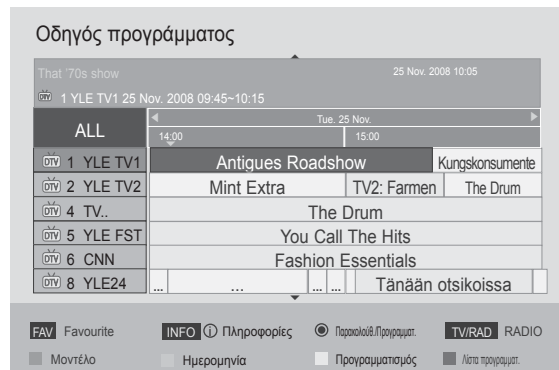 Οδηγός προγράμματος
That '70s show 25 Nov. 2008 10:05
DTV 1 YLE TV1 25 Nov. 2008 09:45~10:15
ALL Tue. 25 Nov.
14:00 15:00
DTV 1 YLE TV1 Antigues Roadshow Kungskonsumente
DTV 2 YLE TV2 Mint Extra TV2: Farmen The Drum
DTV 4 TV.. The Drum
DTV 5 YLE FST You Call The Hits
DTV 6 CNN Fashion Essentials
DTV 8 YLE24 ... ... ... ... Tänään otsikoissa
FAV Favourite INFO ⓘ Πληροφορίες Παρακολούθ./Προγραμματ. TV/RAD RADIO
Μοντέλο Ημερομηνία Προγραμματισμός Λίστα προγραμματ.